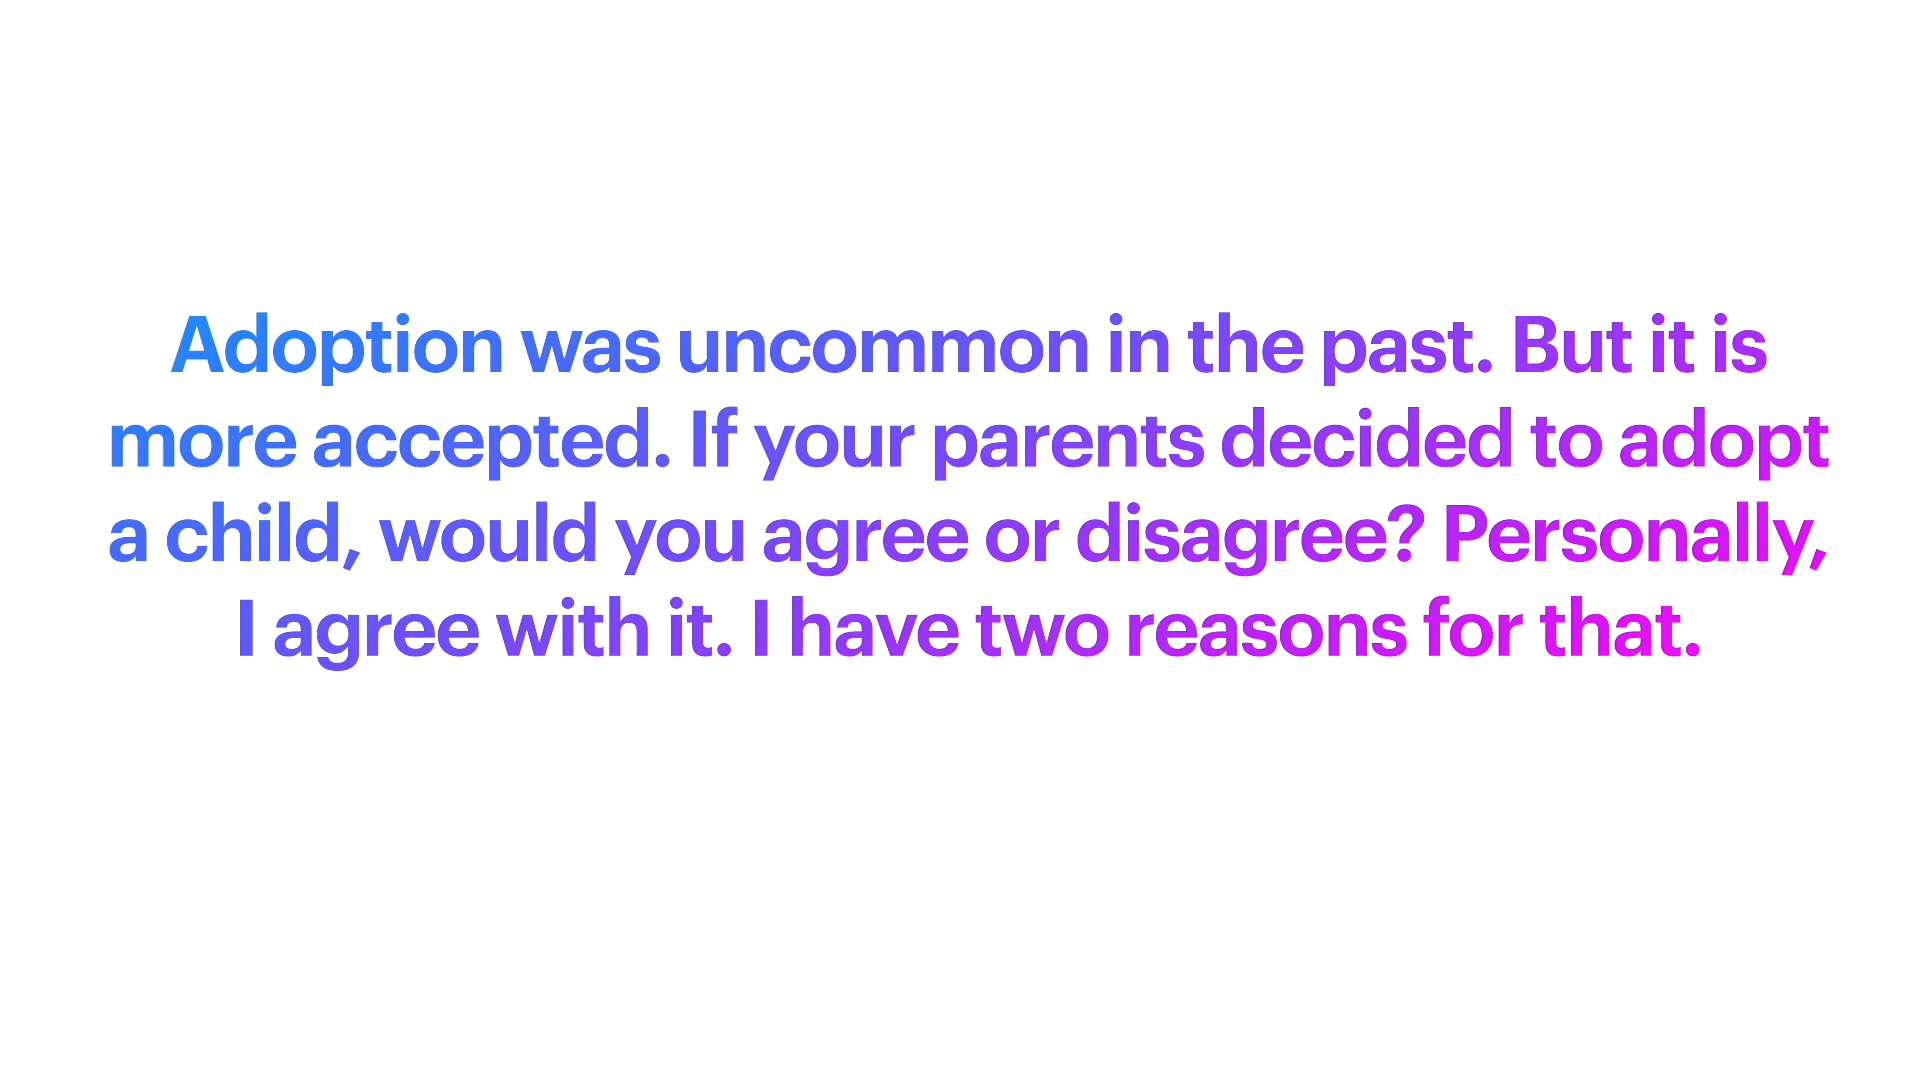 Adoption was uncommon in the past. But it is
more accepted. If your parents decided to adopt
a child, would you agree or disagree? Personally,
I agree with it. I have two reasons for that.